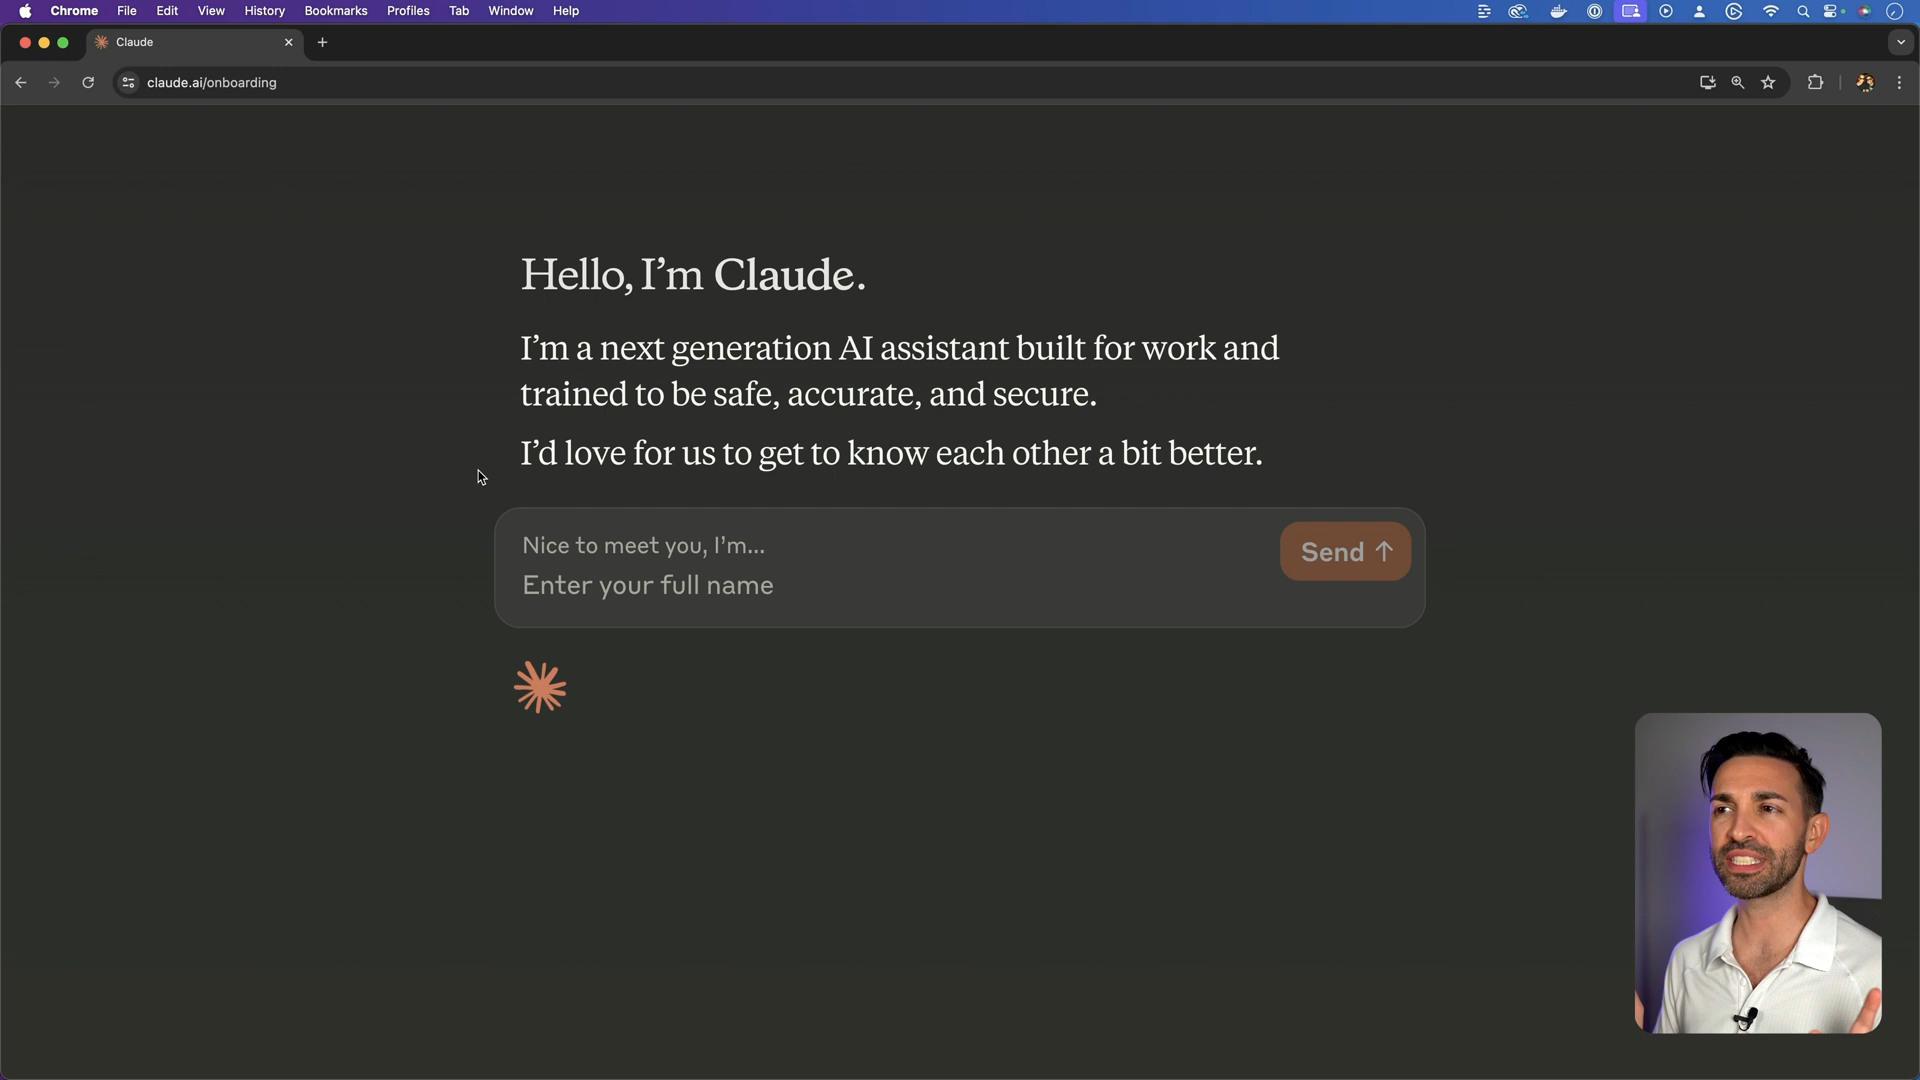 Chrome File Edit View History Bookmarks Profiles Tab Window Help
Claude
claude.ai/onboarding
Hello, I’m Claude.
I’m a next generation AI assistant built for work and
trained to be safe, accurate, and secure.
I’d love for us to get to know each other a bit better.
Nice to meet you, I’m...
Enter your full name
Send ↑